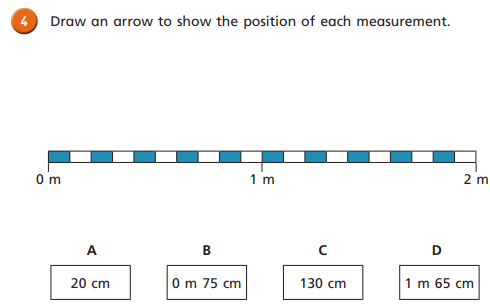 4 Draw an arrow to show the position of each measurement.
0 m 1 m 2 m
A B C D
20 cm 0 m 75 cm 130 cm 1 m 65 cm